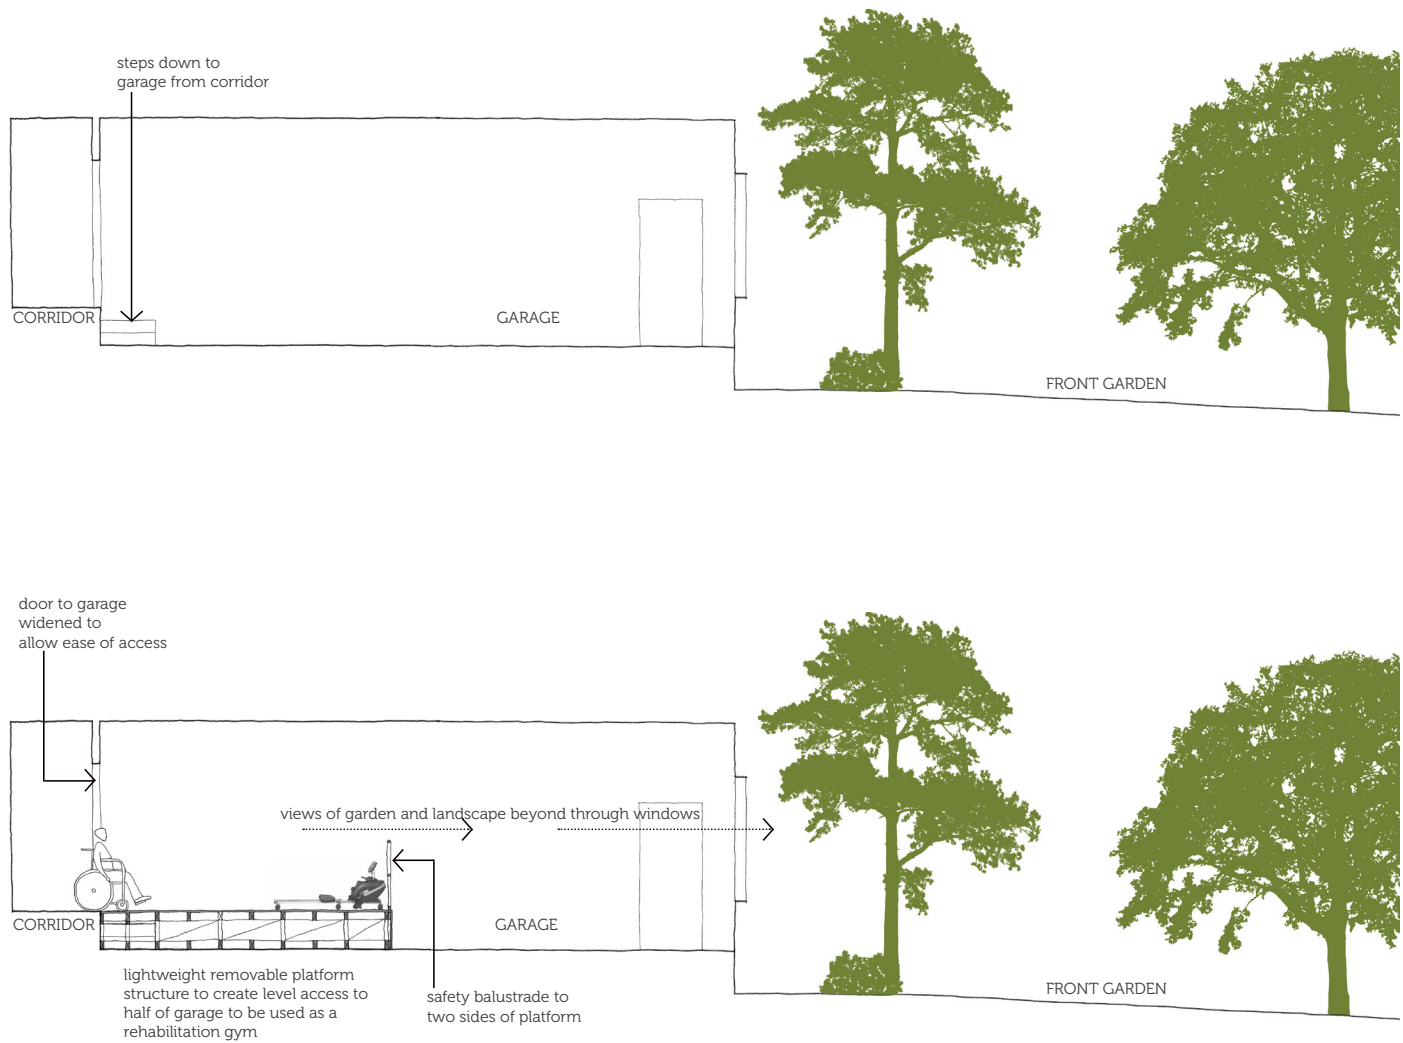 steps down to
garage from corridor
CORRIDOR
GARAGE
FRONT GARDEN
door to garage
widened to
allow ease of access
views of garden and landscape beyond through windows
CORRIDOR
GARAGE
lightweight removable platform
structure to create level access to
half of garage to be used as a
rehabilitation gym
safety balustrade to
two sides of platform
FRONT GARDEN